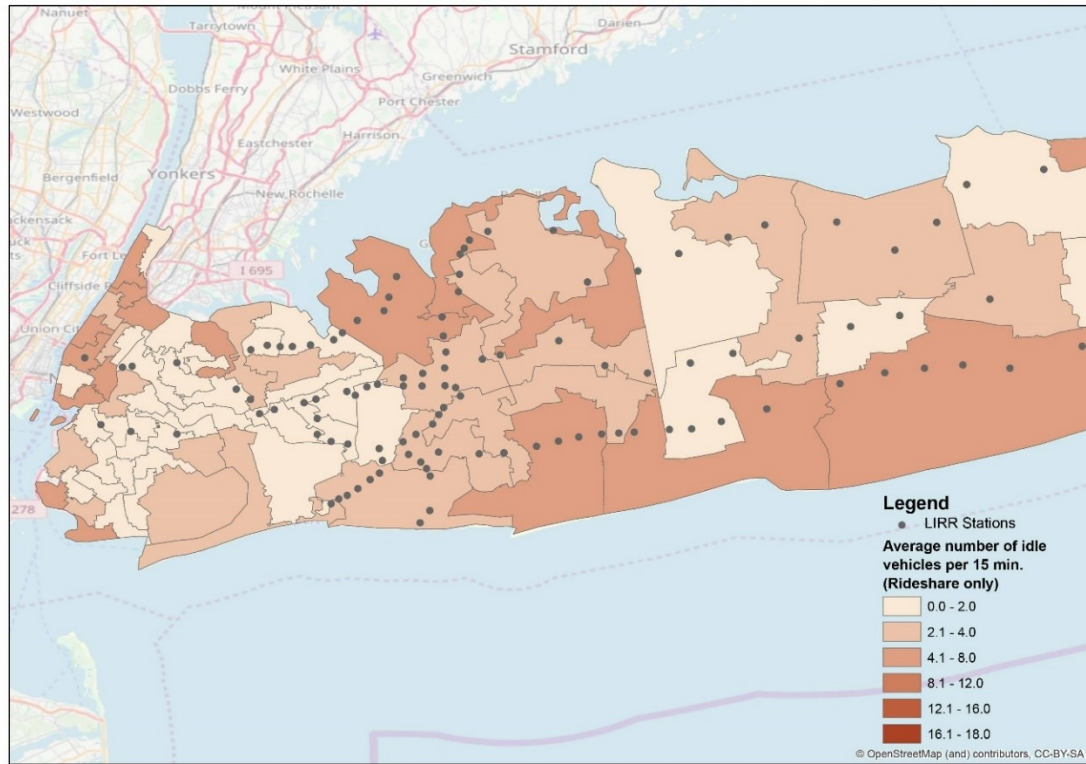 Nanuet
Tarrytown
Darien
Stamford
White Plains
Greenwich
Dobbs Ferry
Port Chester
Westwood
Harrison
Eastchester
Bergenfield
Yonkers
New Rochelle
Hackensack
Fort Le
I 695
Cliffside
Union City
278
Legend
LIRR Stations
Average number of idle
vehicles per 15 min.
(Rideshare only)
0.0 - 2.0
2.1 - 4.0
4.1 - 8.0
8.1 - 12.0
12.1 - 16.0
16.1 - 18.0
© OpenStreetMap (and) contributors, CC-BY-SA